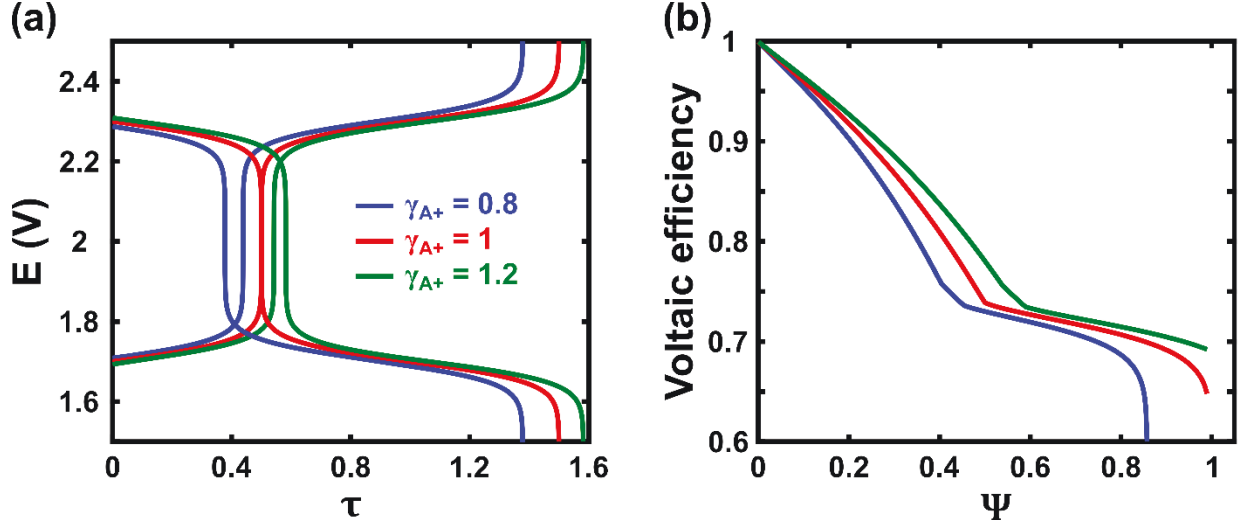 (a)
E (V)
2.4
2.2
2
1.8
1.6
0
0.4
0.8
1.2
1.6
τ
γA+ = 0.8
γA+ = 1
γA+ = 1.2
(b)
Voltaic efficiency
1
0.9
0.8
0.7
0.6
0
0.2
0.4
0.6
0.8
1
Ψ